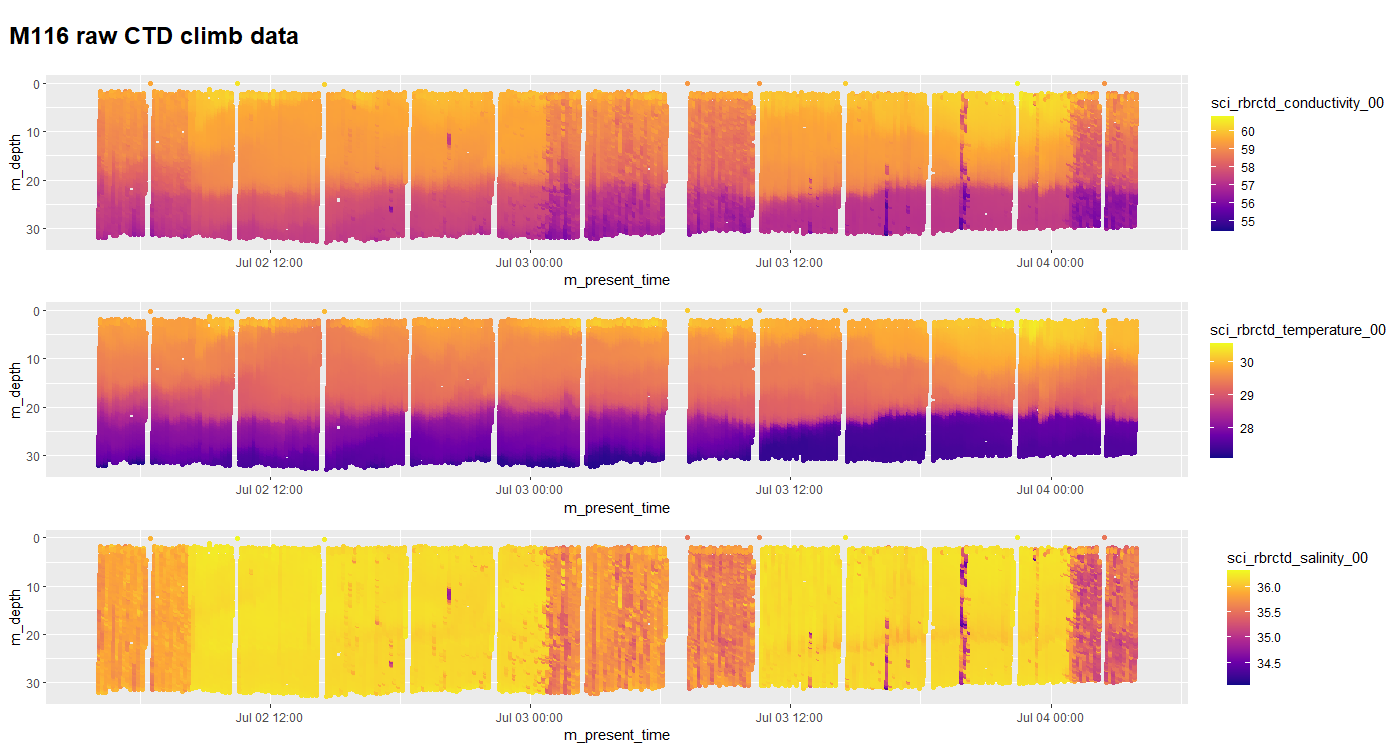 M116 raw CTD climb data
sci_rbrctd_conductivity_00
60
59
58
57
56
55
m_depth
0
10
20
30
Jul 02 12:00 Jul 03 00:00 Jul 03 12:00 Jul 04 00:00
m_present_time
sci_rbrctd_temperature_00
30
29
28
m_depth
0
10
20
30
Jul 02 12:00 Jul 03 00:00 Jul 03 12:00 Jul 04 00:00
m_present_time
sci_rbrctd_salinity_00
36.0
35.5
35.0
34.5
m_depth
0
10
20
30
Jul 02 12:00 Jul 03 00:00 Jul 03 12:00 Jul 04 00:00
m_present_time